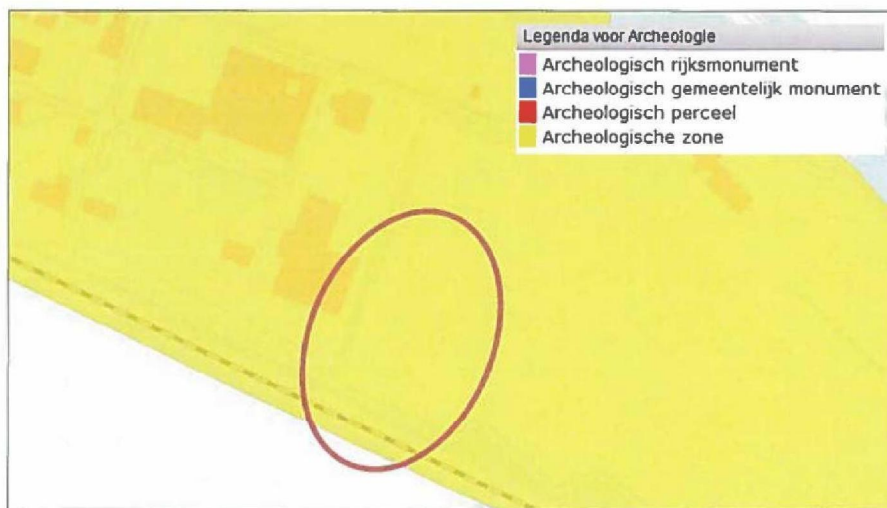 Legenda voor Archeologie
Archeologisch rijksmonument
Archeologisch gemeentelijk monument
Archeologisch perceel
Archeologische zone